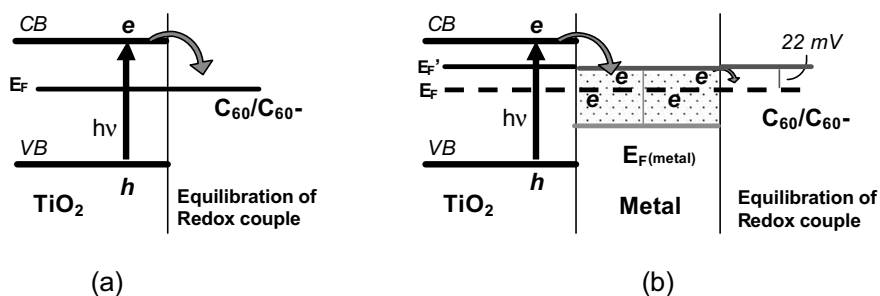 CB
e
E_F
C₆₀/C₆₀-
hν
VB
h
TiO₂
Equilibration of
Redox couple
(a)
CB
e
22 mV
E_F'
E_F
e
e
e
e
C₆₀/C₆₀-
hν
VB
h
E_F(metal)
TiO₂
Metal
Equilibration of
Redox couple
(b)